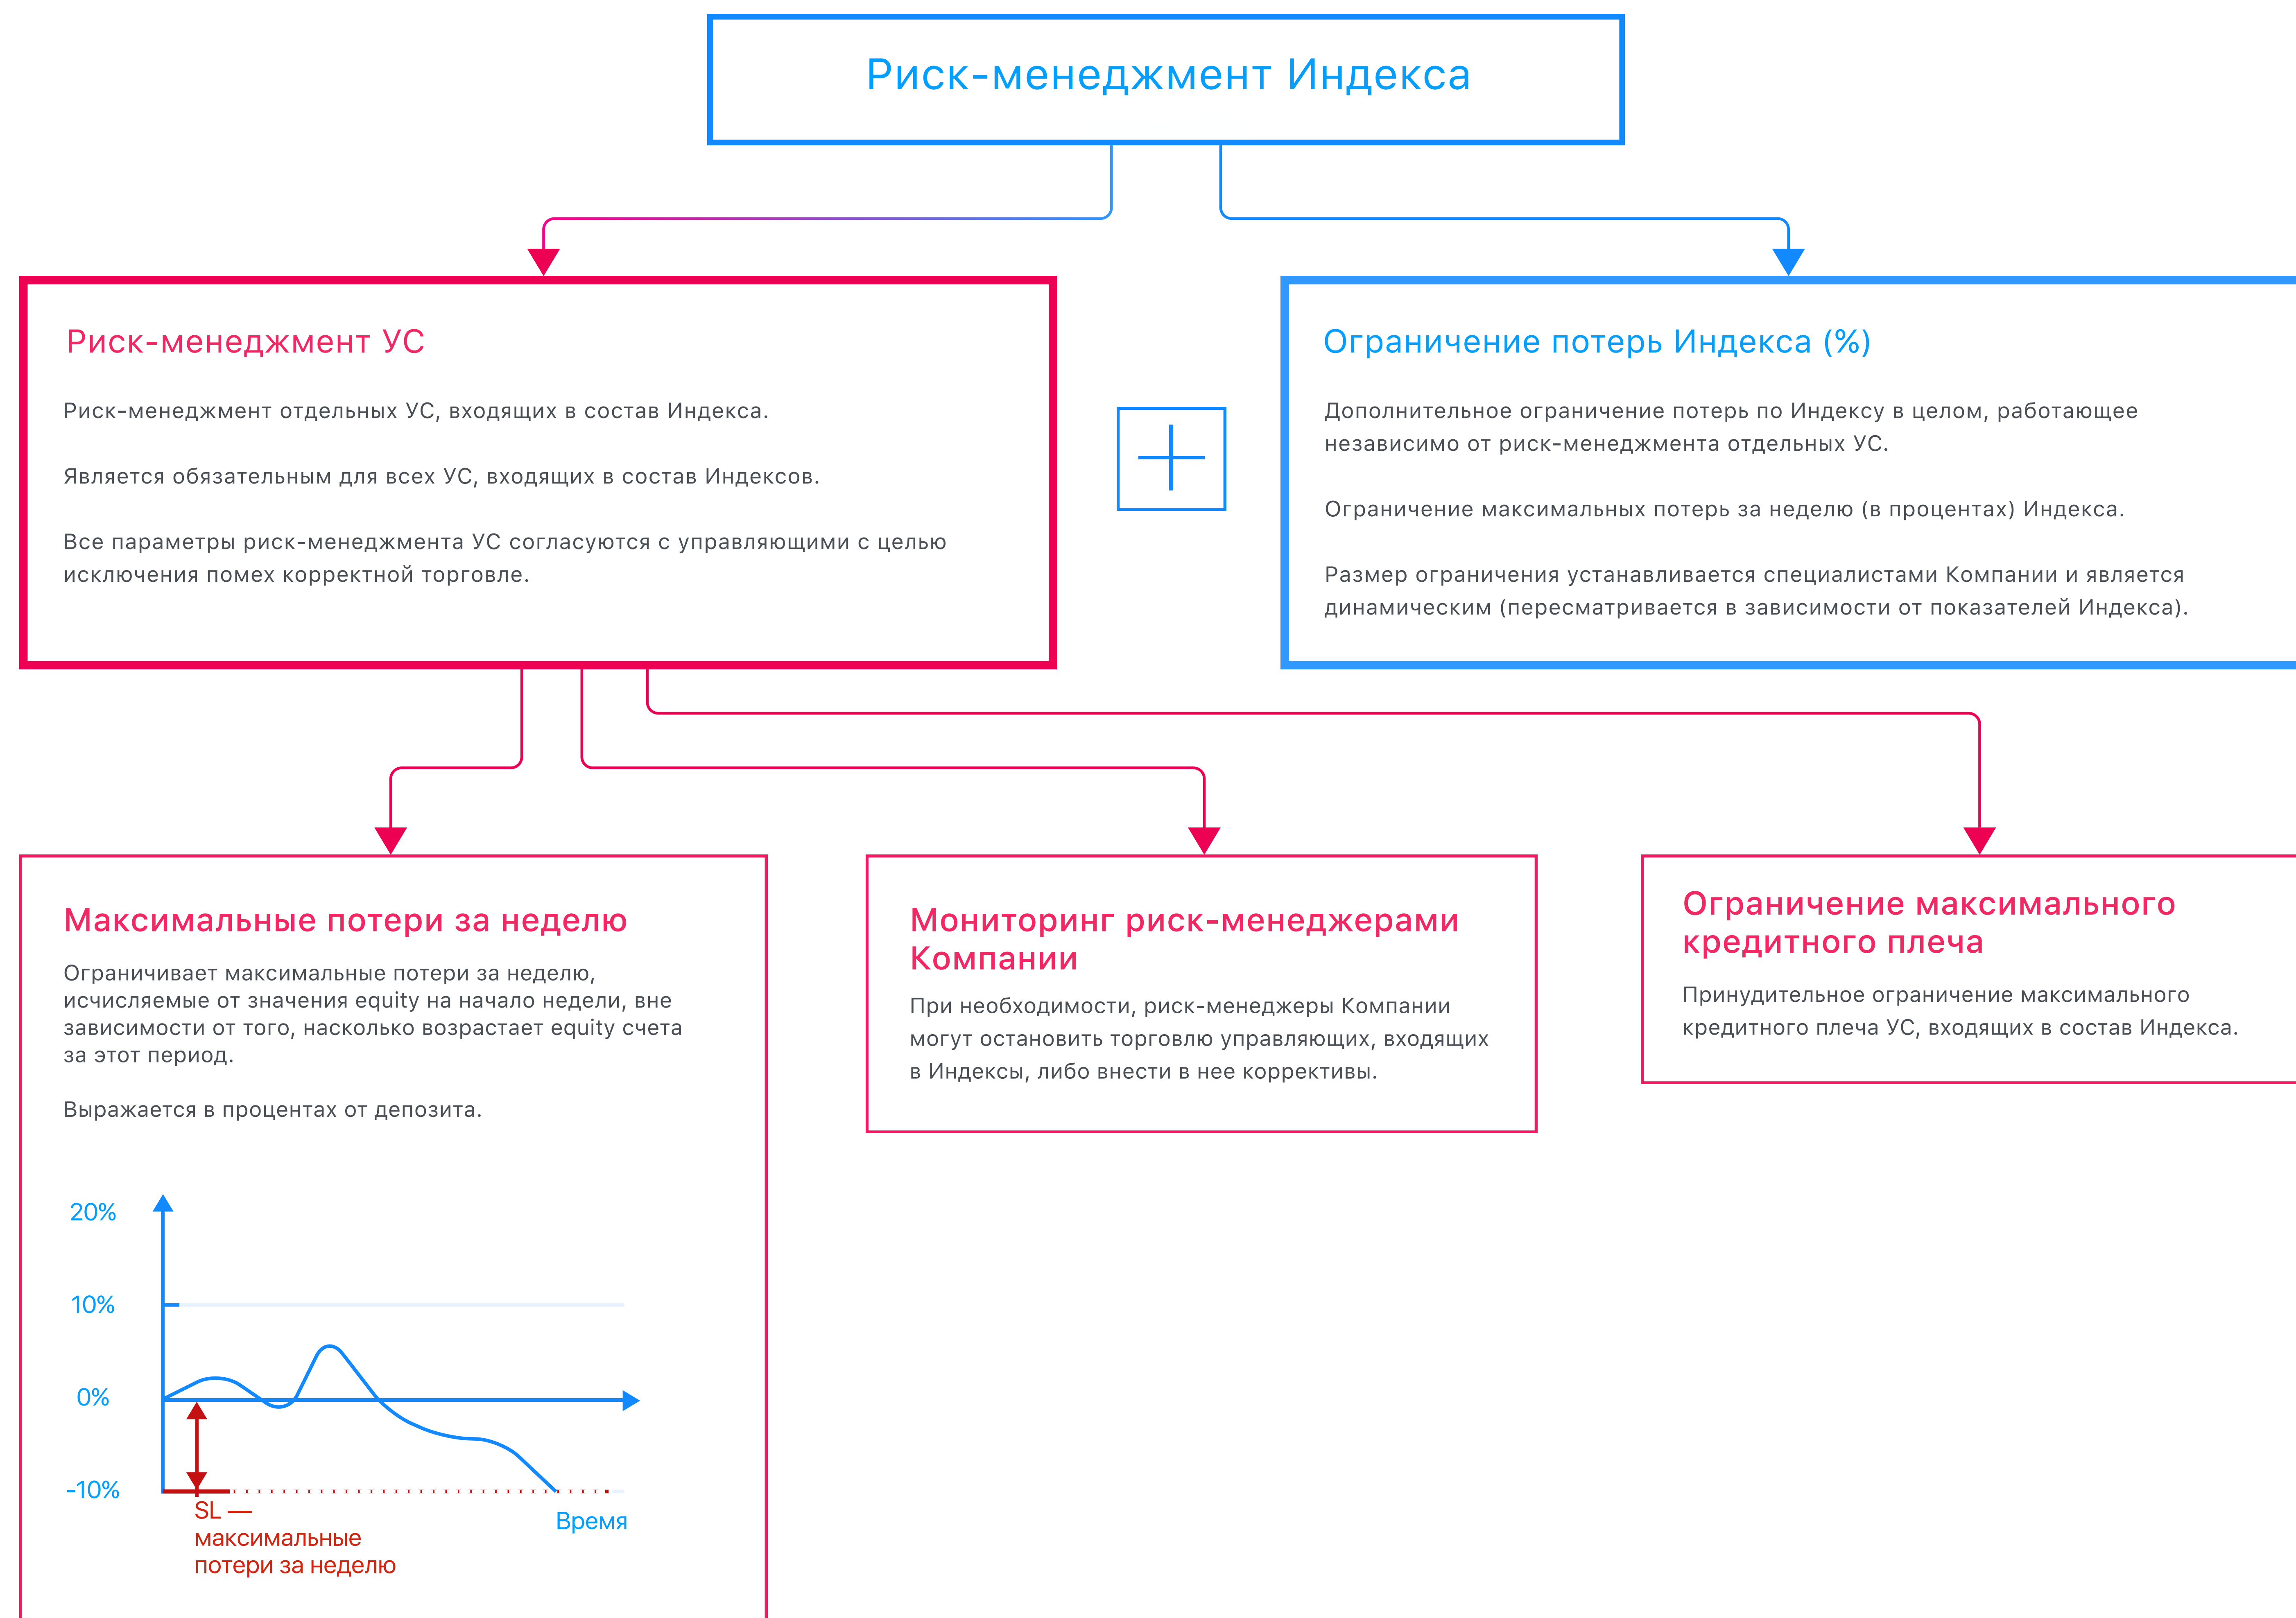 Риск-менеджмент Индекса
Риск-менеджмент УС
Риск-менеджмент отдельных УС, входящих в состав Индекса.
Является обязательным для всех УС, входящих в состав Индексов.
Все параметры риск-менеджмента УС согласуются с управляющими с целью
исключения помех корректной торговле.
Ограничение потерь Индекса (%)
Дополнительное ограничение потерь по Индексу в целом, работающее
независимо от риск-менеджмента отдельных УС.
Ограничение максимальных потерь за неделю (в процентах) Индекса.
Размер ограничения устанавливается специалистами Компании и является
динамическим (пересматривается в зависимости от показателей Индекса).
Максимальные потери за неделю
Ограничивает максимальные потери за неделю,
исчисляемые от значения equity на начало недели, вне
зависимости от того, насколько возрастает equity счета
за этот период.
Выражается в процентах от депозита.
20%
10%
0%
-10%
SL —
максимальные
потери за неделю
Время
Мониторинг риск-менеджерами
Компании
При необходимости, риск-менеджеры Компании
могут остановить торговлю управляющих, входящих
в Индексы, либо внести в нее коррективы.
Ограничение максимального
кредитного плеча
Принудительное ограничение максимального
кредитного плеча УС, входящих в состав Индекса.